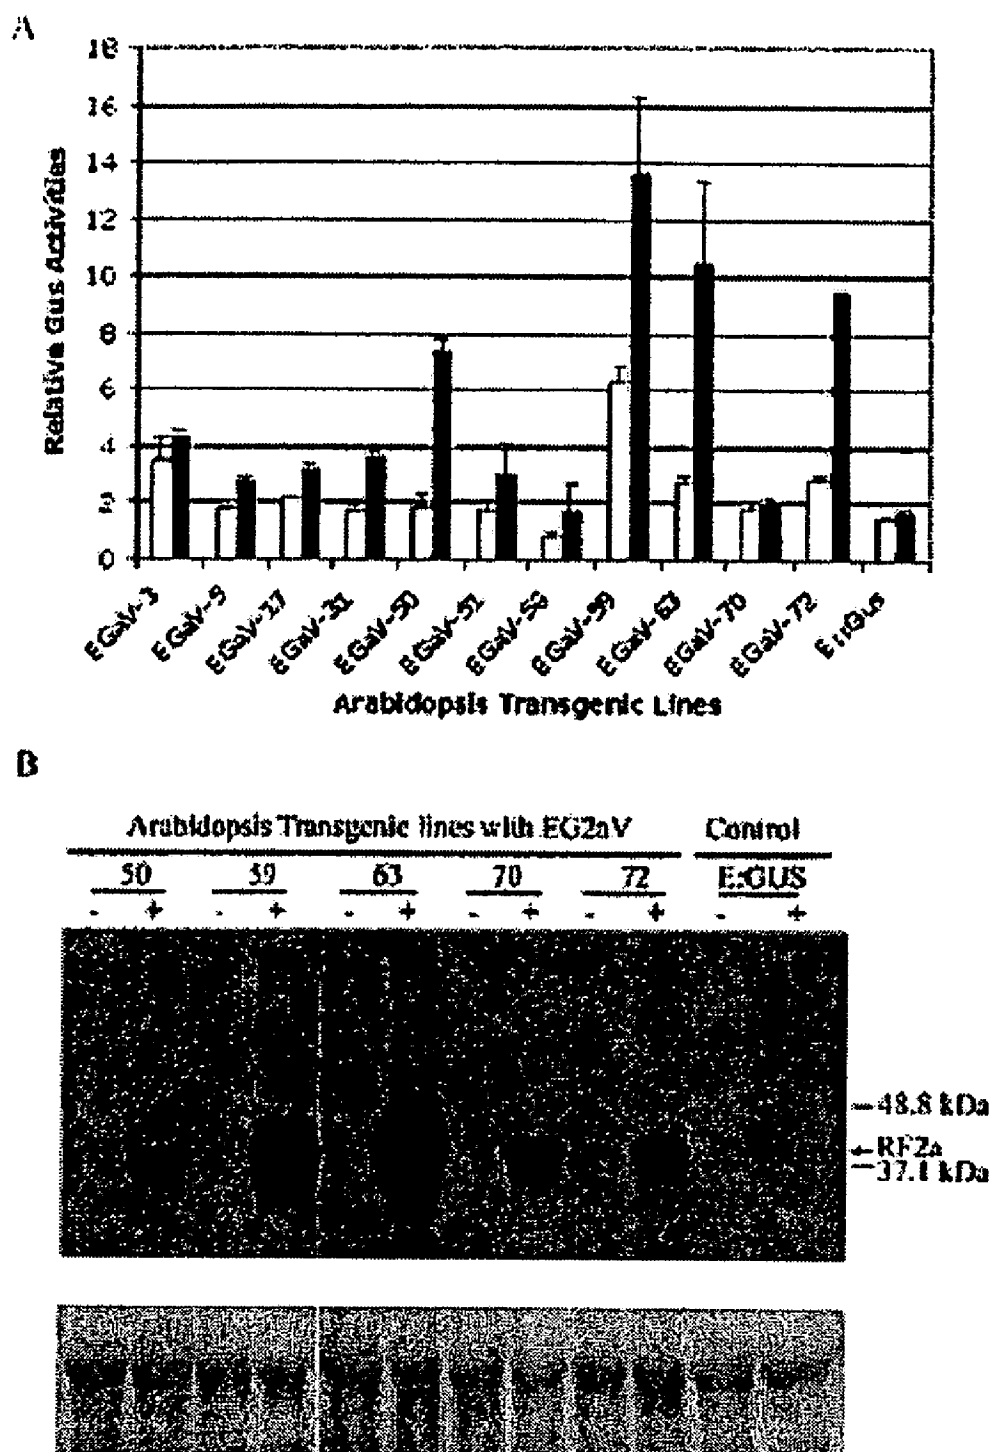 A
18
16
14
12
10
8
6
4
2
0
Relative Gus Activities
EGaV-3 EGaV-9 EGaV-17 EGaV-31 EGaV-50 EGaV-51 EGaV-58 EGaV-59 EGaV-63 EGaV-70 EGaV-72 E::Gus
Arabidopsis Transgenic Lines
B
Arabidopsis Transgenic lines with EG2aV Control
50 59 63 70 72 E:GUS
- + - + - + - + - + - +
48.8 kDa
RF2a
37.1 kDa